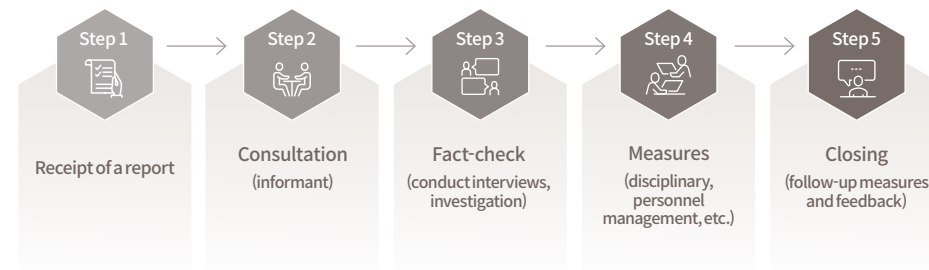 Step 1
Receipt of a report
Step 2
Consultation
(informant)
Step 3
Fact-check
(conduct interviews,
investigation)
Step 4
Measures
(disciplinary,
personnel
management, etc.)
Step 5
Closing
(follow-up measures
and feedback)